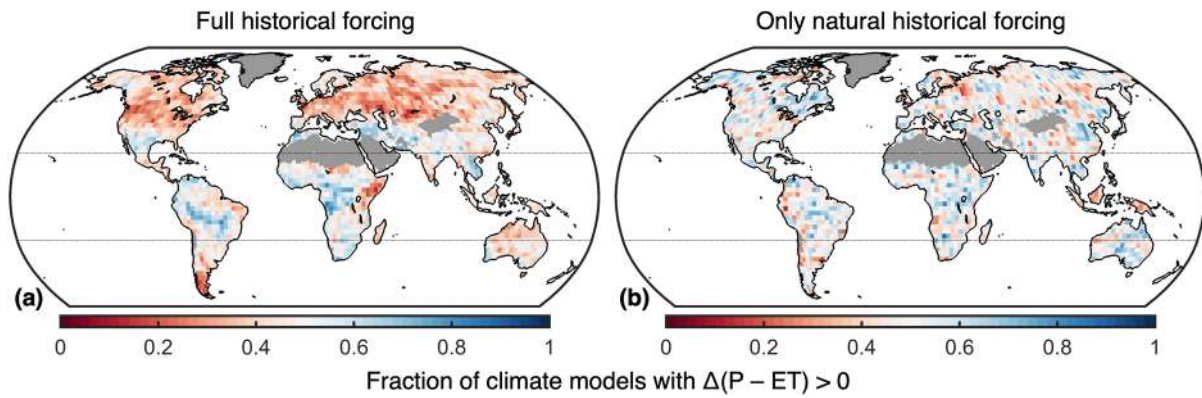 Full historical forcing
Only natural historical forcing
(a)
(b)
0 0.2 0.4 0.6 0.8 1
0 0.2 0.4 0.6 0.8 1
Fraction of climate models with Δ(P – ET) > 0